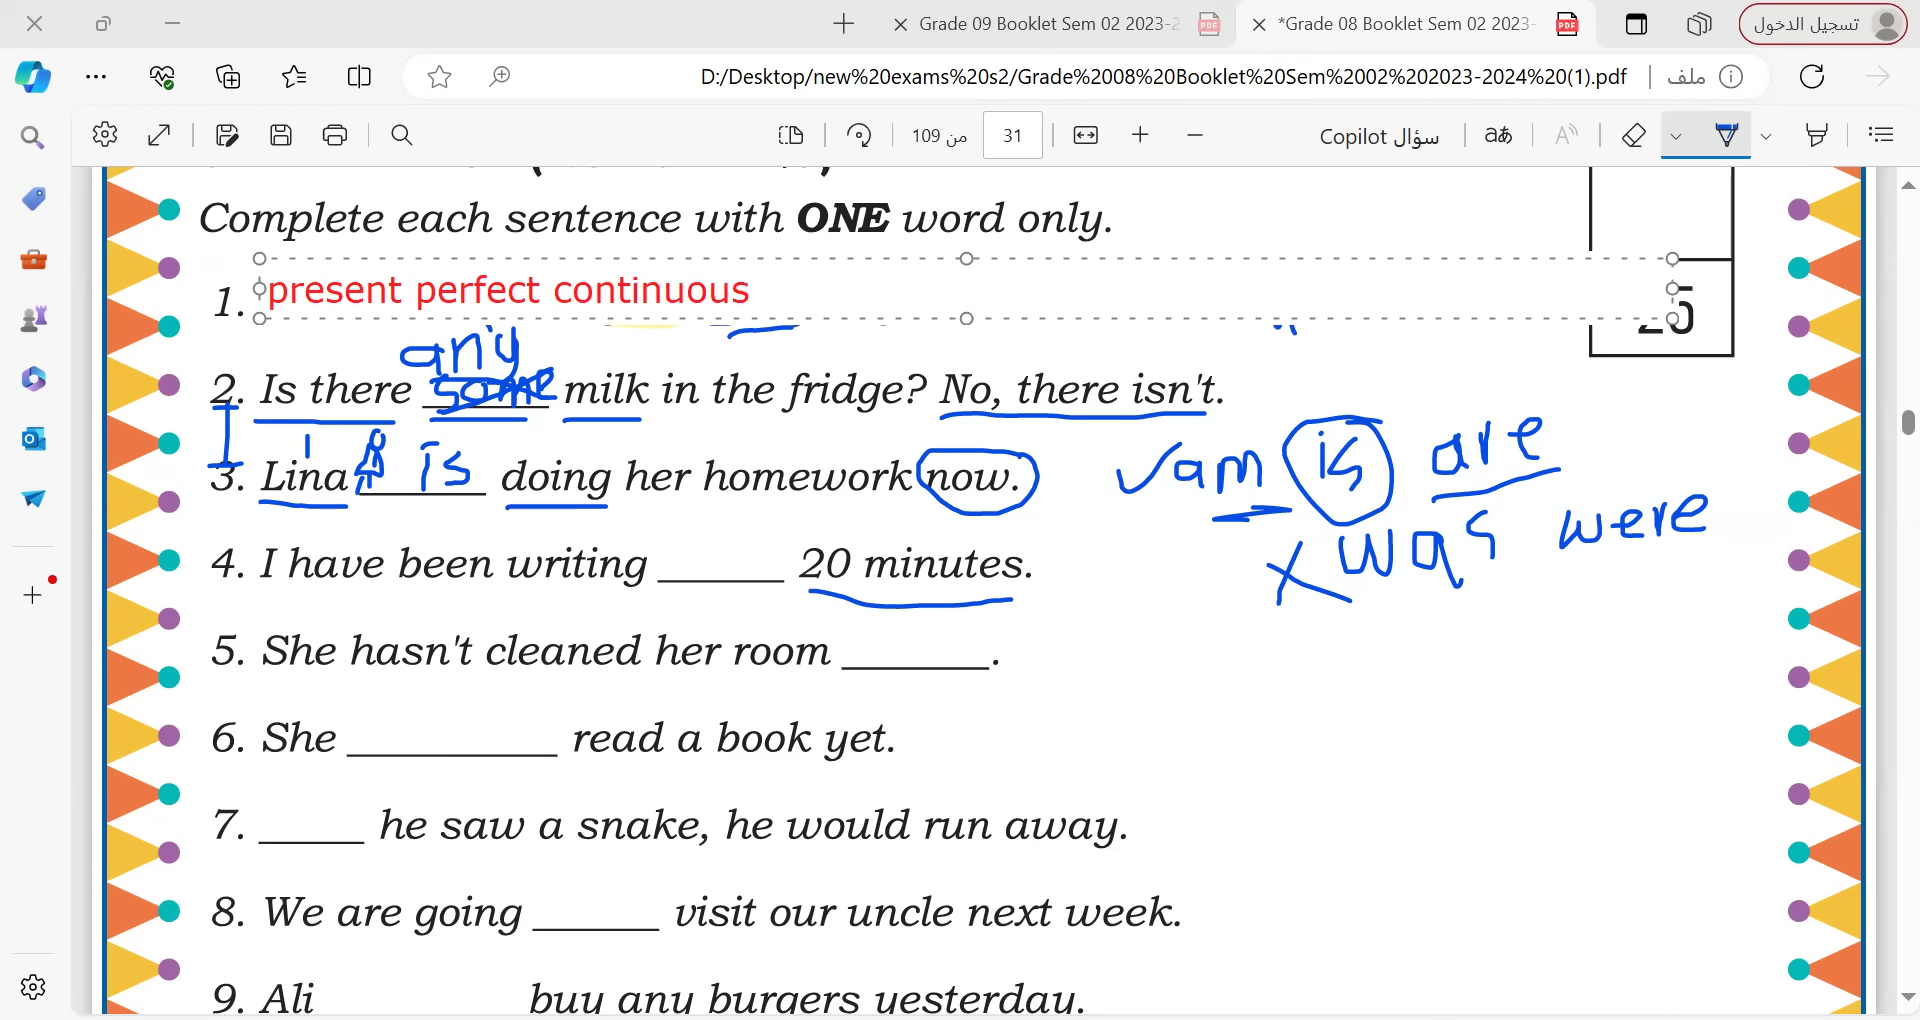 Grade 09 Booklet Sem 02 2023-2
*Grade 08 Booklet Sem 02 2023-
تسجيل الدخول
D:/Desktop/new%20exams%20s2/Grade%2008%20Booklet%20Sem%2002%202023-2024%20(1).pdf
ملف
من 109
31
سؤال Copilot
aあ
Complete each sentence with ONE word only.
1. present perfect continuous
25
any
2. Is there some milk in the fridge? No, there isn't.
3. Lina is doing her homework now.
am is are
was were
4. I have been writing ______ 20 minutes.
5. She hasn't cleaned her room _______.
6. She __________ read a book yet.
7. _____ he saw a snake, he would run away.
8. We are going ______ visit our uncle next week.
9. Ali buy any burgers yesterday.